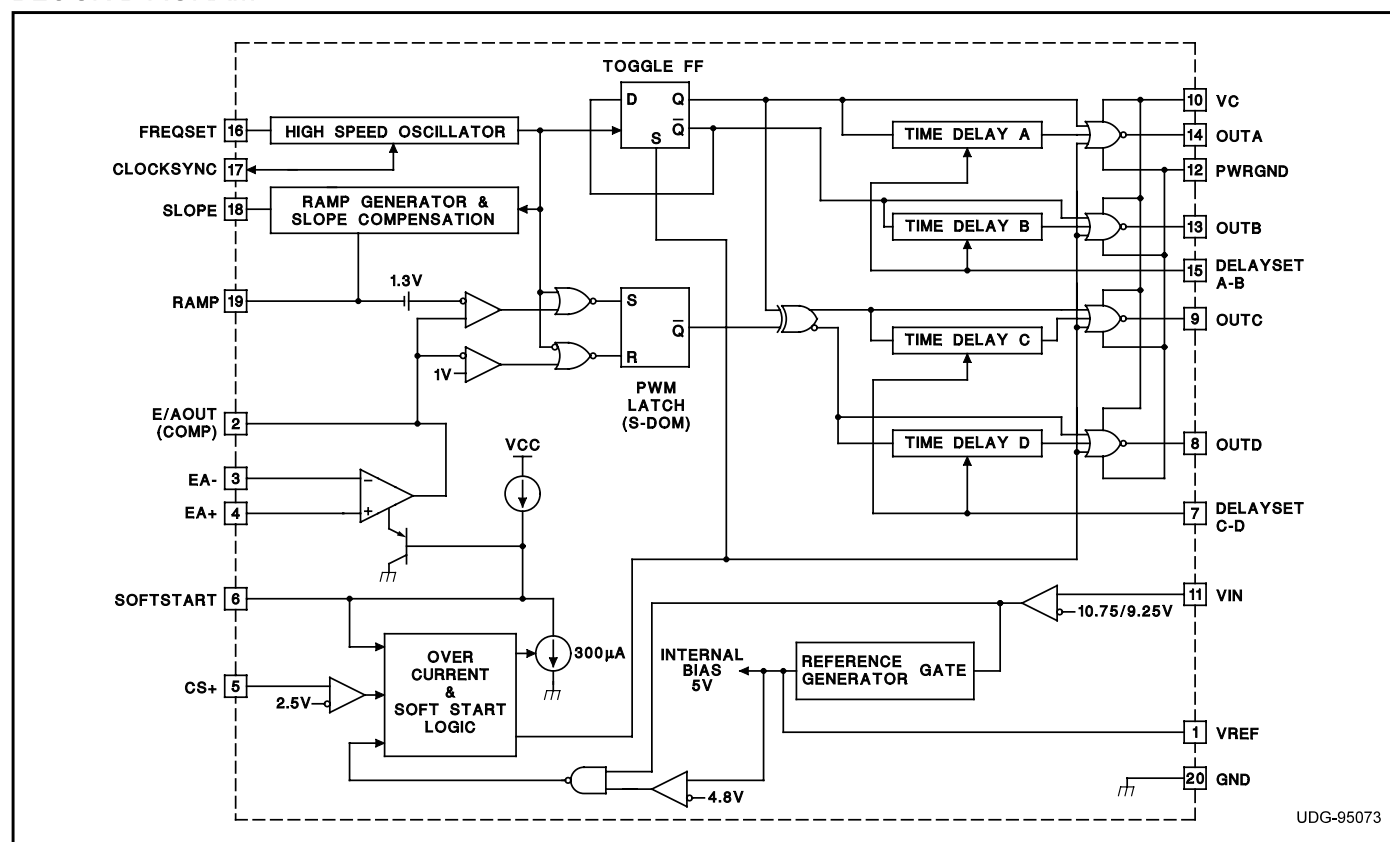 TOGGLE FF
D
Q
Q
S
FREQSET
16
HIGH SPEED OSCILLATOR
CLOCKSYNC
17
SLOPE
18
RAMP GENERATOR &
SLOPE COMPENSATION
TIME DELAY A
10
VC
14
OUTA
12
PWRGND
TIME DELAY B
13
OUTB
15
DELAYSET
A-B
RAMP
19
1.3V
1V
S
Q
R
PWM
LATCH
(S-DOM)
TIME DELAY C
9
OUTC
E/AOUT
(COMP)
2
EA-
3
EA+
4
VCC
TIME DELAY D
8
OUTD
7
DELAYSET
C-D
SOFTSTART
6
OVER
CURRENT
&
SOFT START
LOGIC
300µA
CS+
5
2.5V
11
VIN
10.75/9.25V
INTERNAL
BIAS
5V
REFERENCE
GENERATOR
GATE
1
VREF
4.8V
20
GND
UDG-95073